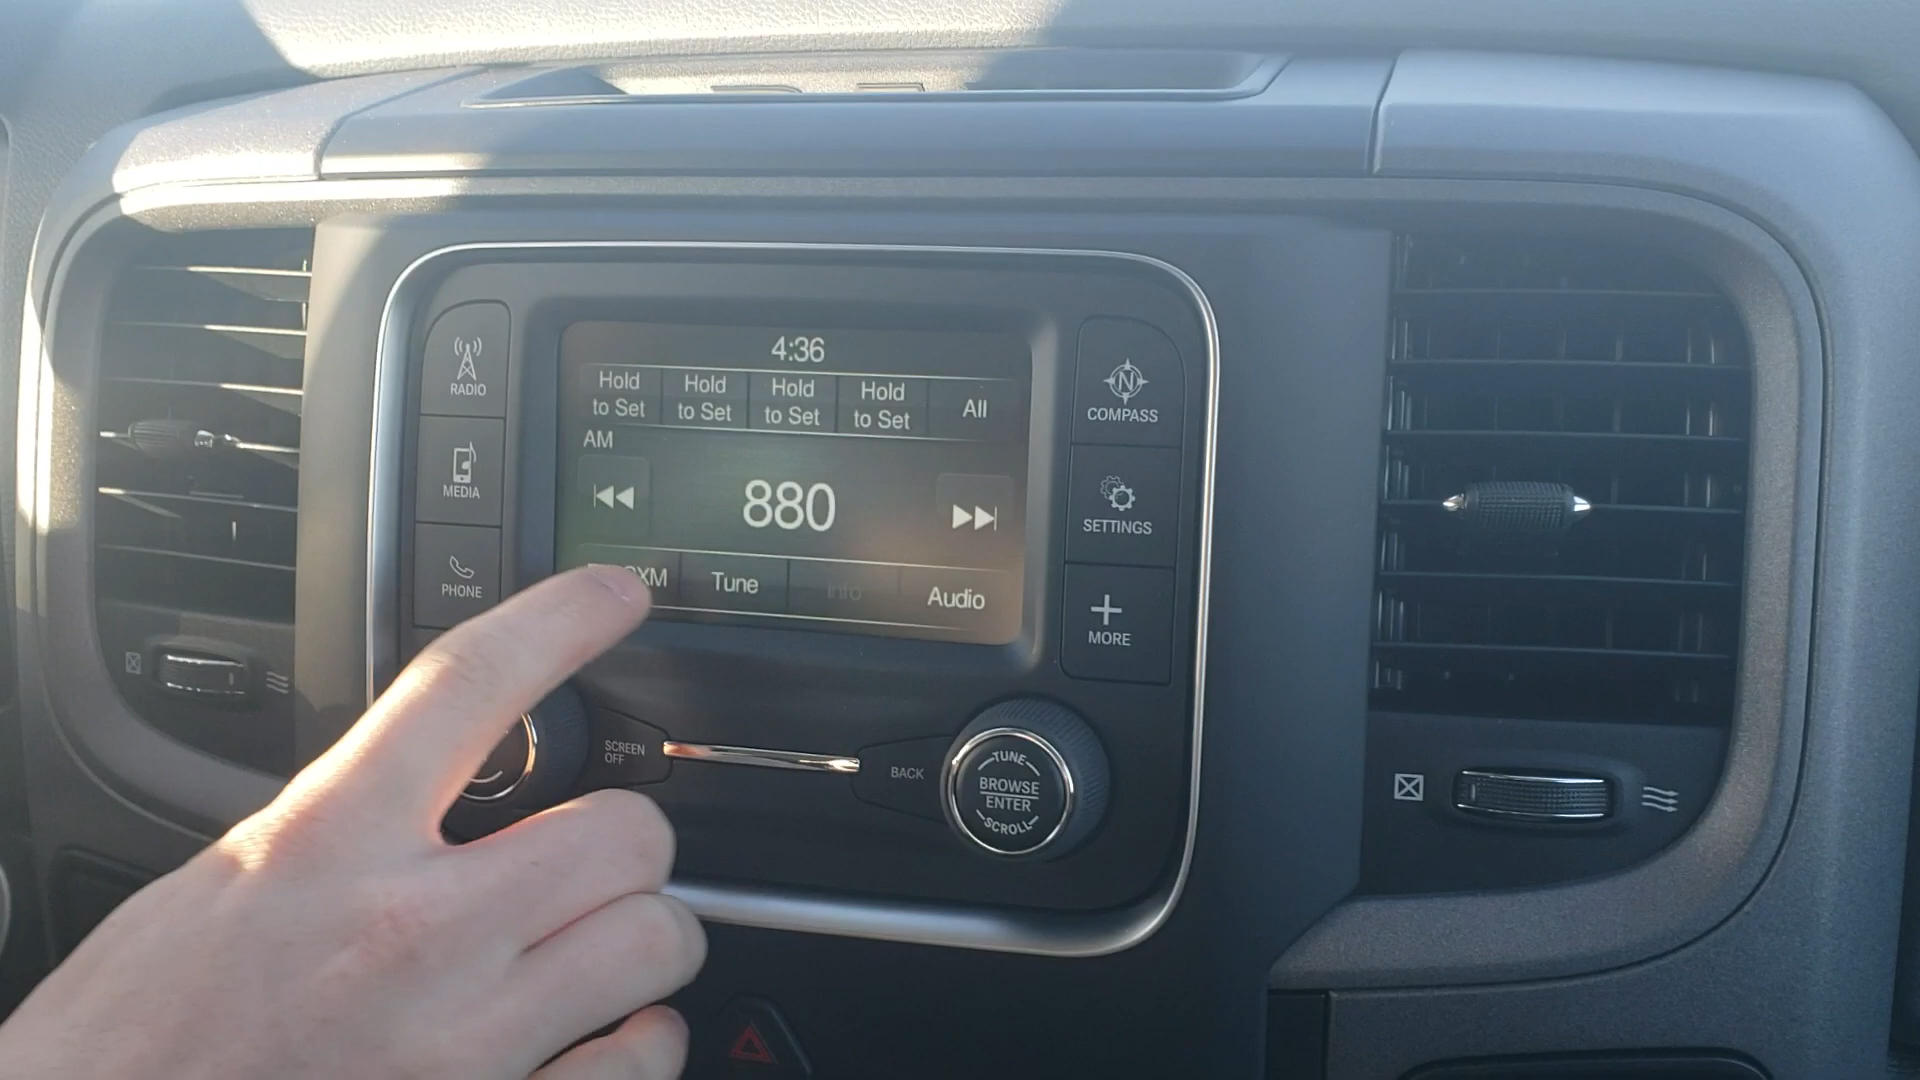 4:36
Hold to Set
Hold to Set
Hold to Set
Hold to Set
All
AM
880
Tune
Info
Audio
RADIO
MEDIA
PHONE
N
COMPASS
SETTINGS
MORE
SCREEN
OFF
BACK
TUNE
BROWSE
ENTER
SCROLL